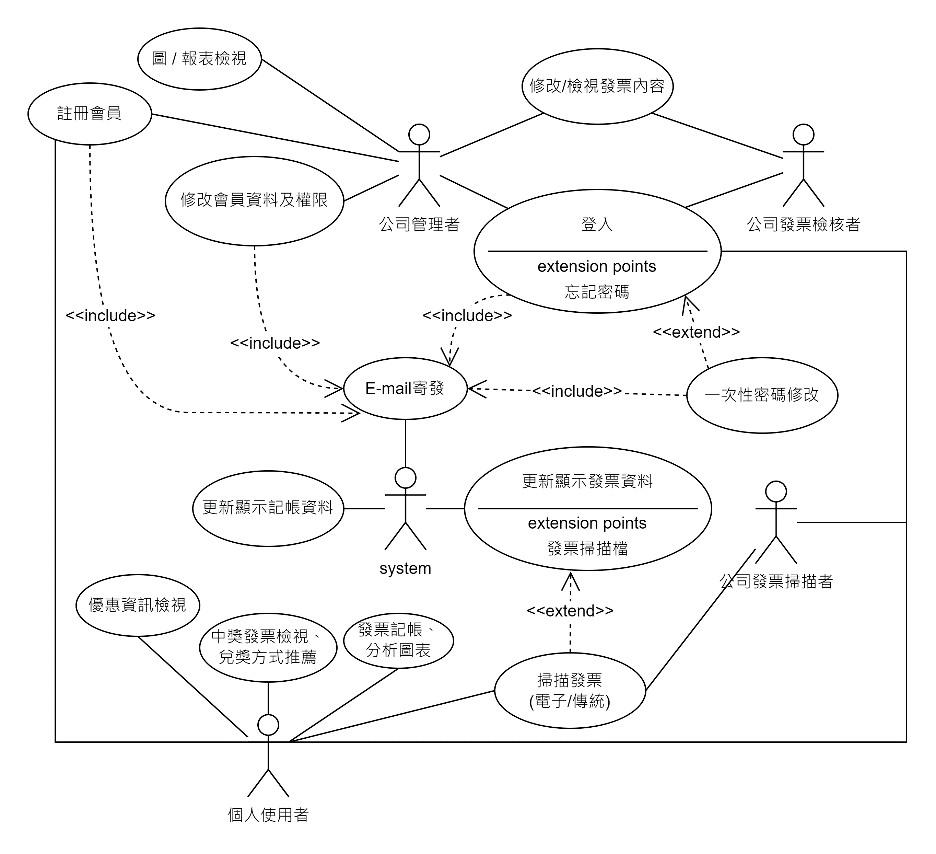 圖 / 報表檢視
修改/檢視發票內容
註冊會員
修改會員資料及權限
公司管理者
公司發票檢核者
登入
extension points
忘記密碼
<<include>>
<<include>>
<<include>>
<<extend>>
E-mail寄發
<<include>>
一次性密碼修改
更新顯示記帳資料
system
更新顯示發票資料
extension points
發票掃描檔
公司發票掃描者
<<extend>>
優惠資訊檢視
中獎發票檢視、
兌獎方式推薦
發票記帳、
分析圖表
掃描發票
(電子/傳統)
個人使用者